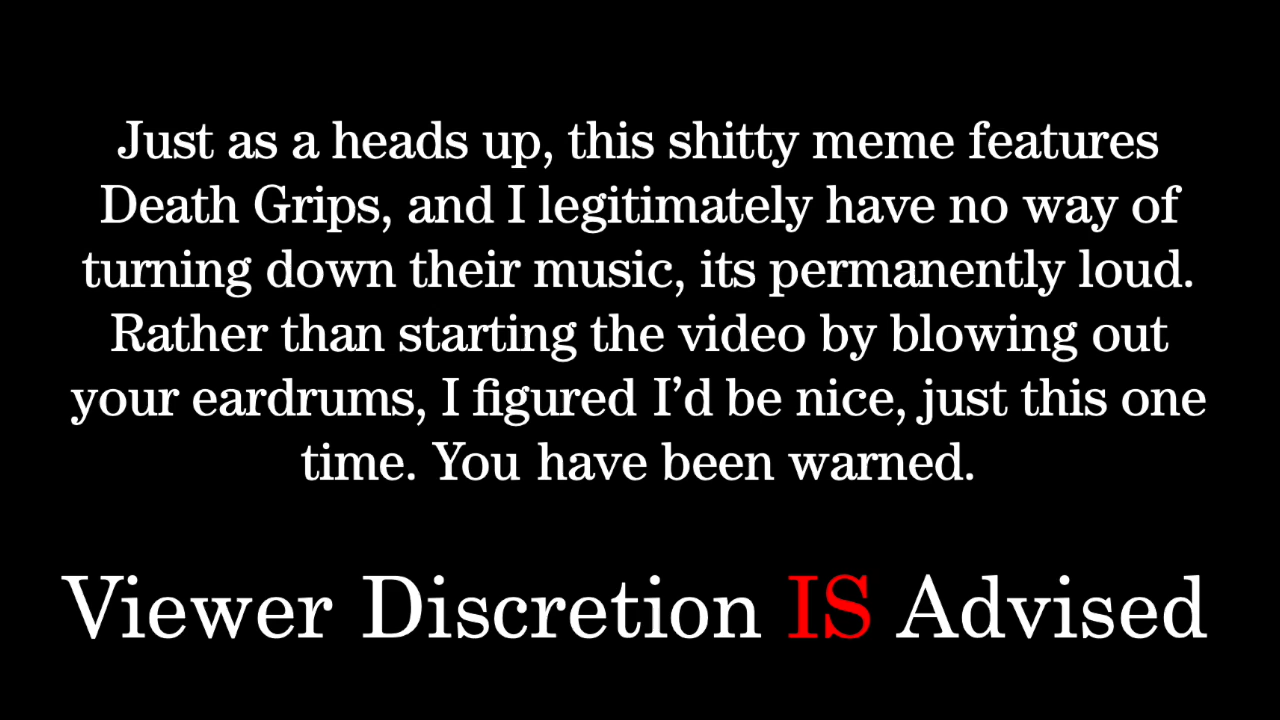 Just as a heads up, this shitty meme features
Death Grips, and I legitimately have no way of
turning down their music, its permanently loud.
Rather than starting the video by blowing out
your eardrums, I figured I’d be nice, just this one
time. You have been warned.
Viewer Discretion IS Advised